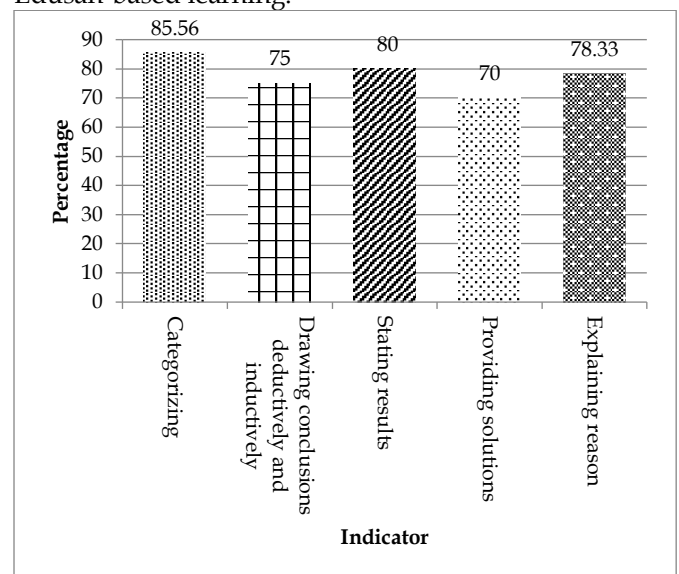 Edusan-based learning.
90
80
70
60
50
40
30
20
10
0
Percentage
85.56
75
80
70
78.33
Categorizing
Drawing conclusions
deductively and
inductively
Stating results
Providing solutions
Explaining reason
Indicator